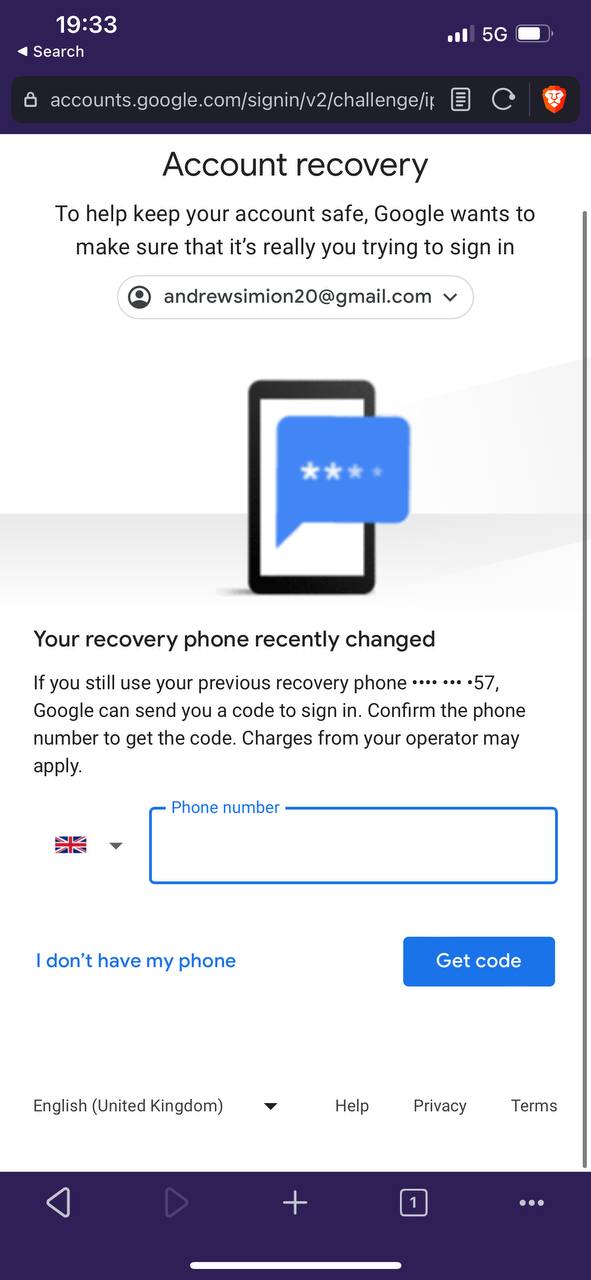 19:33
5G
◀ Search
accounts.google.com/signin/v2/challenge/ip
Account recovery
To help keep your account safe, Google wants to
make sure that it’s really you trying to sign in
andrewsimion20@gmail.com
****
Your recovery phone recently changed
If you still use your previous recovery phone •••• ••• •57,
Google can send you a code to sign in. Confirm the phone
number to get the code. Charges from your operator may
apply.
Phone number
I don’t have my phone
Get code
English (United Kingdom)
Help
Privacy
Terms
1